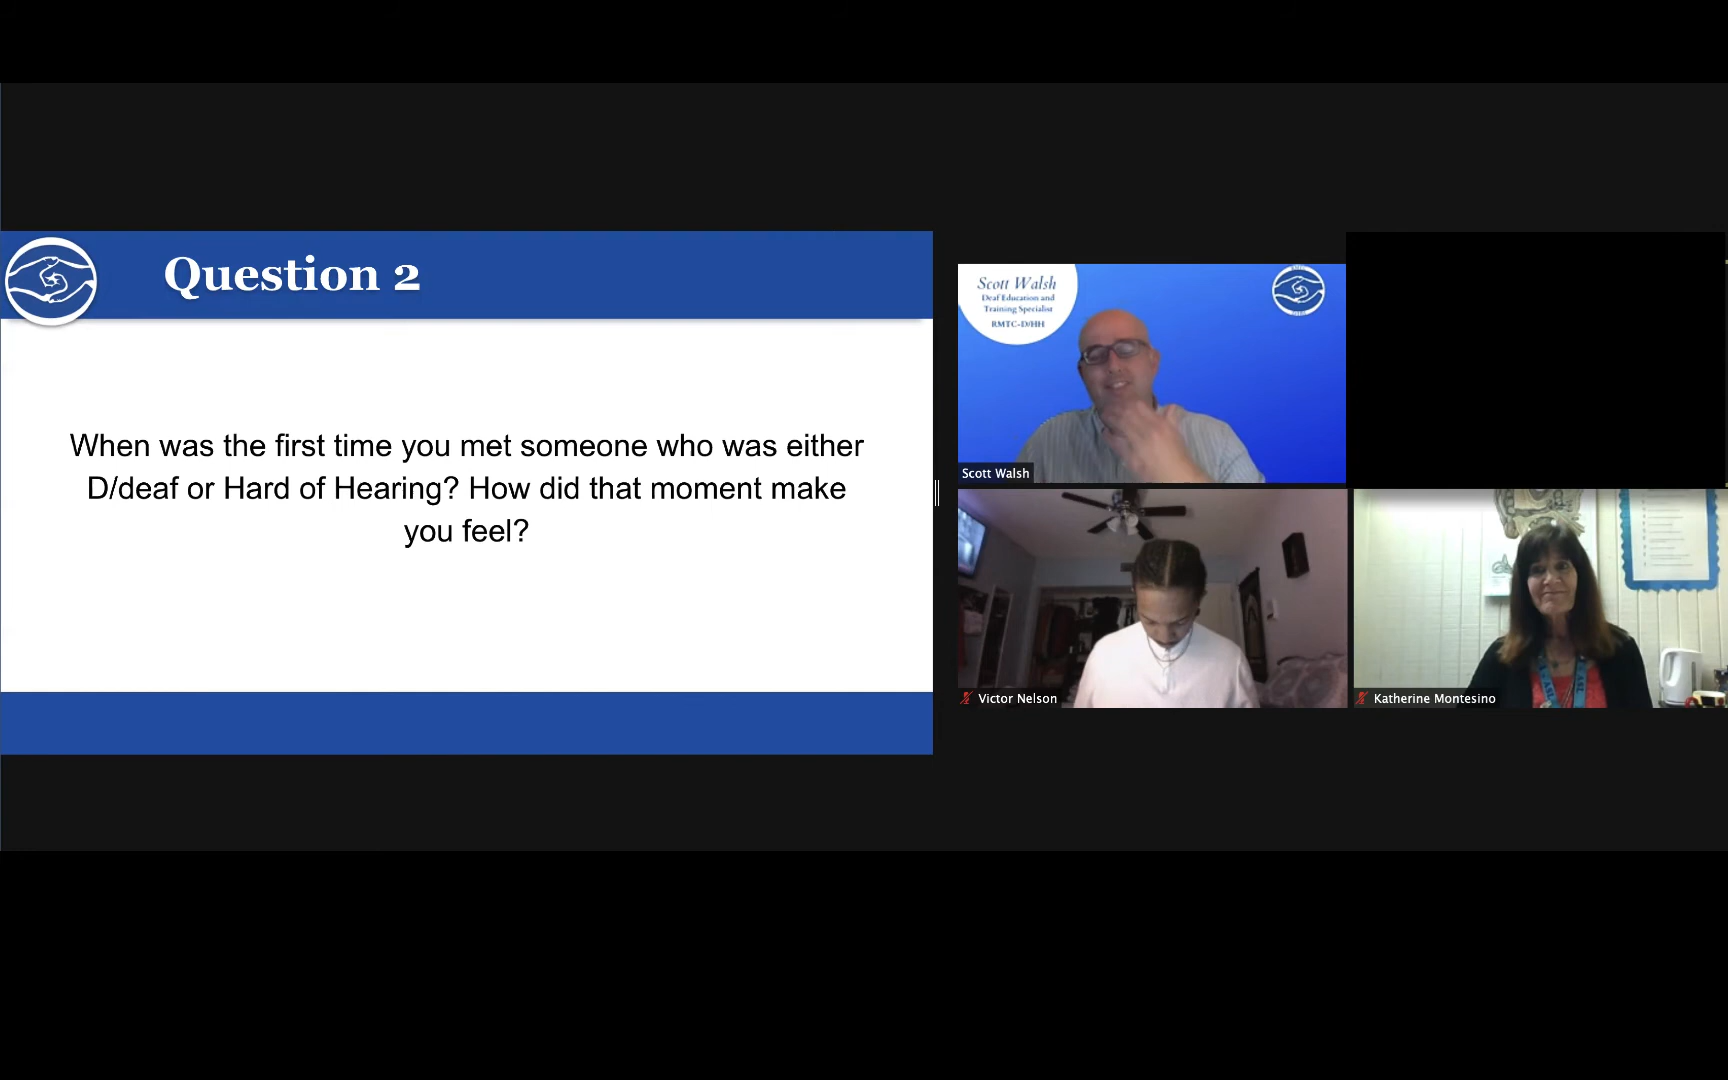 Question 2
When was the first time you met someone who was either
D/deaf or Hard of Hearing? How did that moment make
you feel?
Scott Walsh
Deaf Education and
Training Specialist
RMTC-D/HH
Scott Walsh
Victor Nelson
Katherine Montesino
ASL
ASL